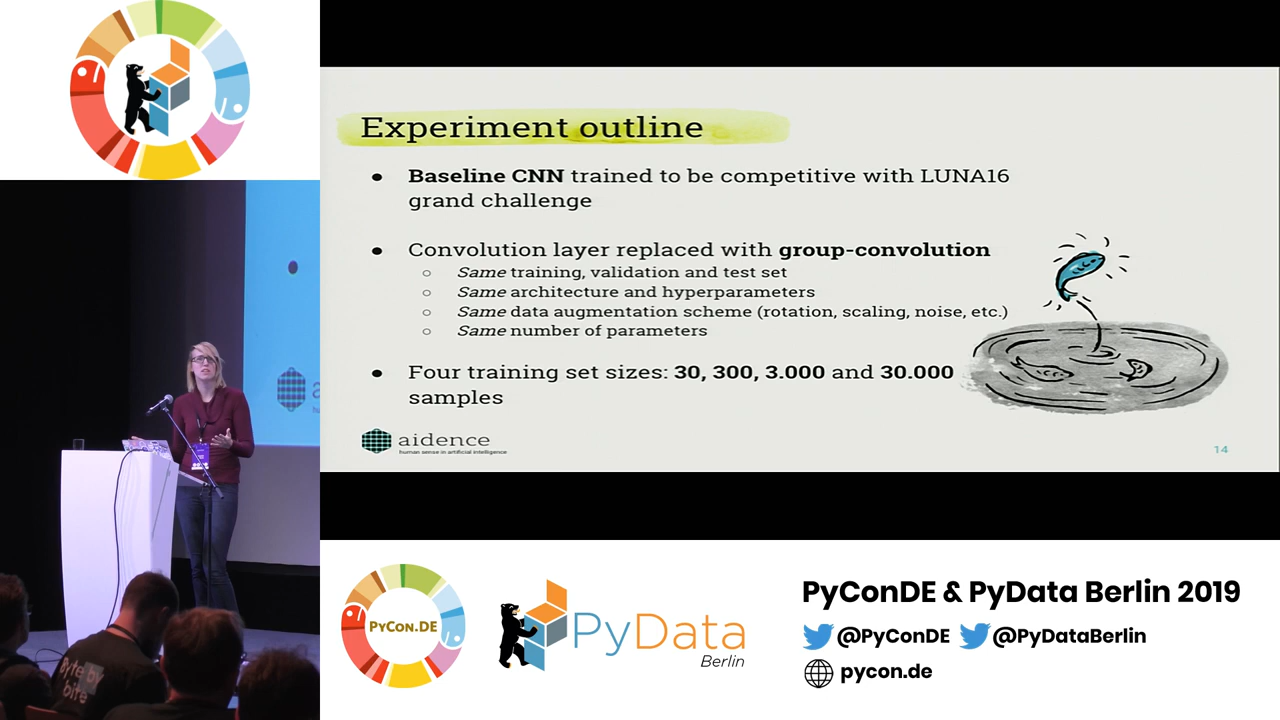 Experiment outline
● Baseline CNN trained to be competitive with LUNA16
grand challenge
● Convolution layer replaced with group-convolution
○ Same training, validation and test set
○ Same architecture and hyperparameters
○ Same data augmentation scheme (rotation, scaling, noise, etc.)
○ Same number of parameters
● Four training set sizes: 30, 300, 3.000 and 30.000
samples
aidence
human sense in artificial intelligence
14
Byte by
bite
PyCon.DE
PyData
Berlin
PyConDE & PyData Berlin 2019
@PyConDE @PyDataBerlin
pycon.de